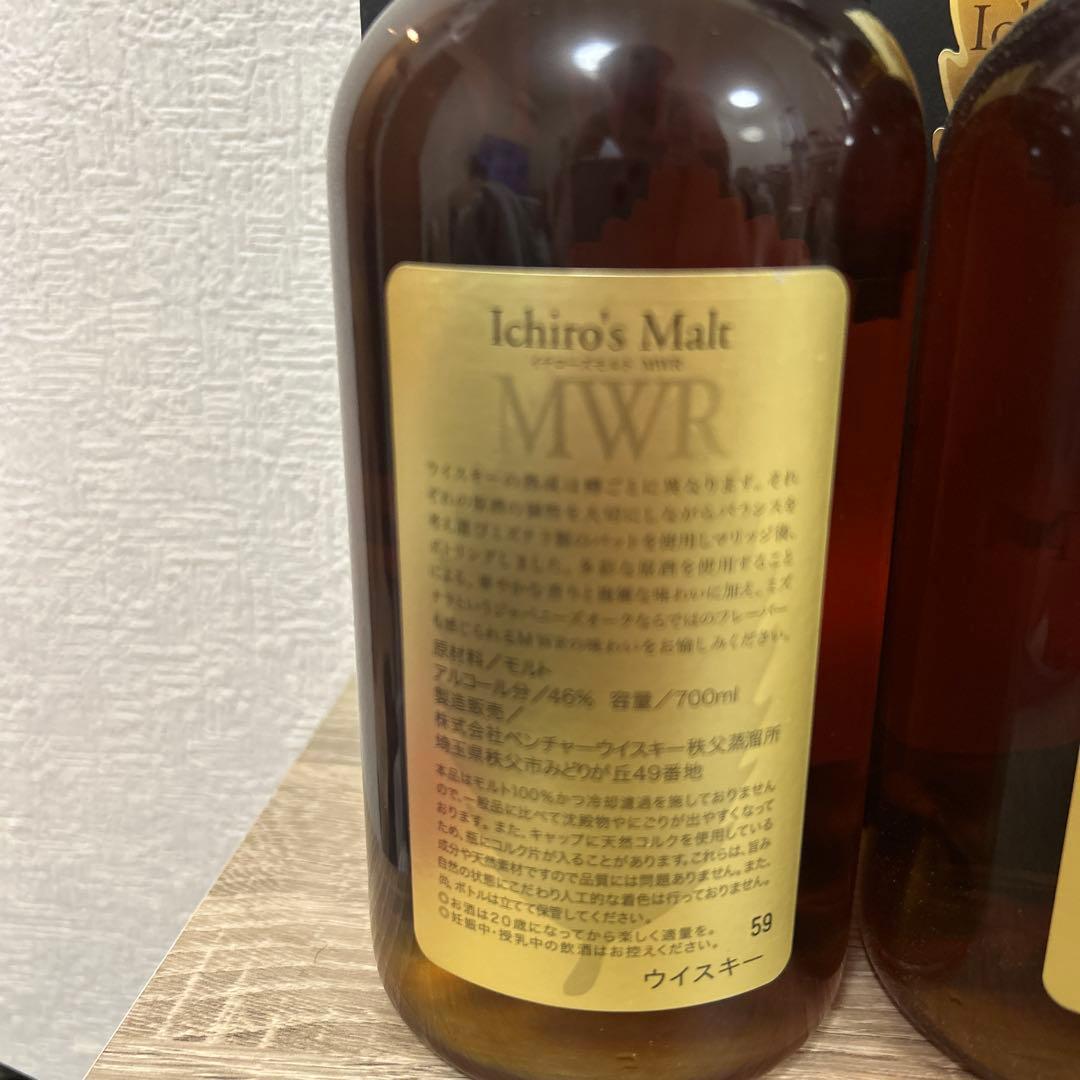 Ichiro's Malt
イチローズモルト MWR
MWR
ウイスキーの熟成は樽ごとに異なります。それ
ぞれの原酒の個性を大切にしながらバランスを
考え選びミズナラ製のバットを使用しマリッジ後、
ボトリングしました。多彩な原酒を使用すること
による、華やかな香りと複雑な味わいに加え、ミズ
ナラというジャパニーズオークならではのフレーバー
も感じられるMWRの味わいをお愉しみください。
原材料／モルト
アルコール分／46% 容量／700ml
製造販売／
株式会社ベンチャーウイスキー秩父蒸溜所
埼玉県秩父市みどりが丘49番地
本品はモルト100%かつ冷却濾過を施しておりません
ので、一般品に比べて沈殿物やにごりが出やすくなって
おります。また、キャップに天然コルクを使用している
ため、瓶にコルク片が入ることがあります。これらは、旨み
成分や天然素材ですので品質には問題ありません。また、
自然の状態にこだわり人工的な着色は行っておりません。
尚、ボトルは立てて保管してください。
◎お酒は20歳になってから楽しく適量を。
◎妊娠中・授乳中の飲酒はお控えください。
59
ウイスキー